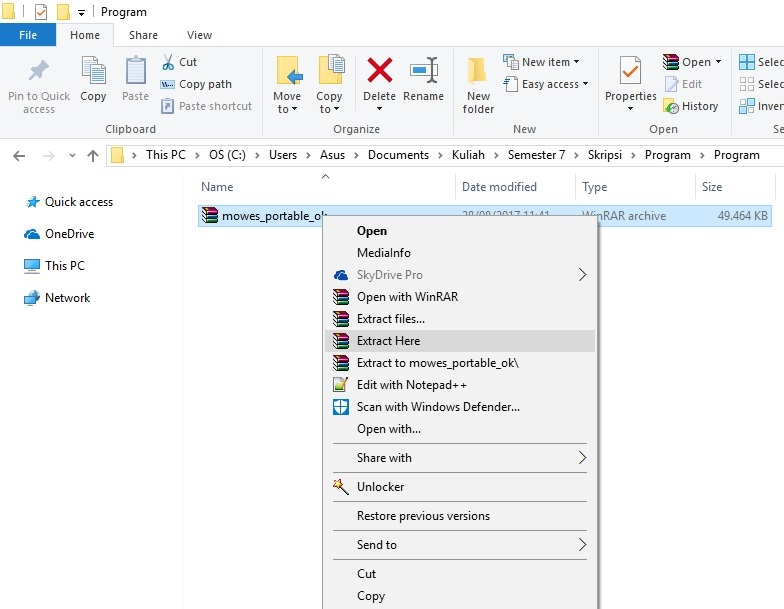 Program
File Home Share View
Pin to Quick access
Copy
Paste
Cut
Copy path
Paste shortcut
Clipboard
Move to
Copy to
Delete
Rename
Organize
New folder
New item
Easy access
New
Properties
Open
Edit
History
Open
Selec
Selec
Inver
Se
This PC > OS (C:) > Users > Asus > Documents > Kuliah > Semester 7 > Skripsi > Program > Program
Quick access
OneDrive
This PC
Network
Name Date modified Type Size
mowes_portable_ok 28/08/2017 11:41 WinRAR archive 49.464 KB
Open
MediaInfo
SkyDrive Pro
Open with WinRAR
Extract files...
Extract Here
Extract to mowes_portable_ok\
Edit with Notepad++
Scan with Windows Defender...
Open with...
Share with
Unlocker
Restore previous versions
Send to
Cut
Copy